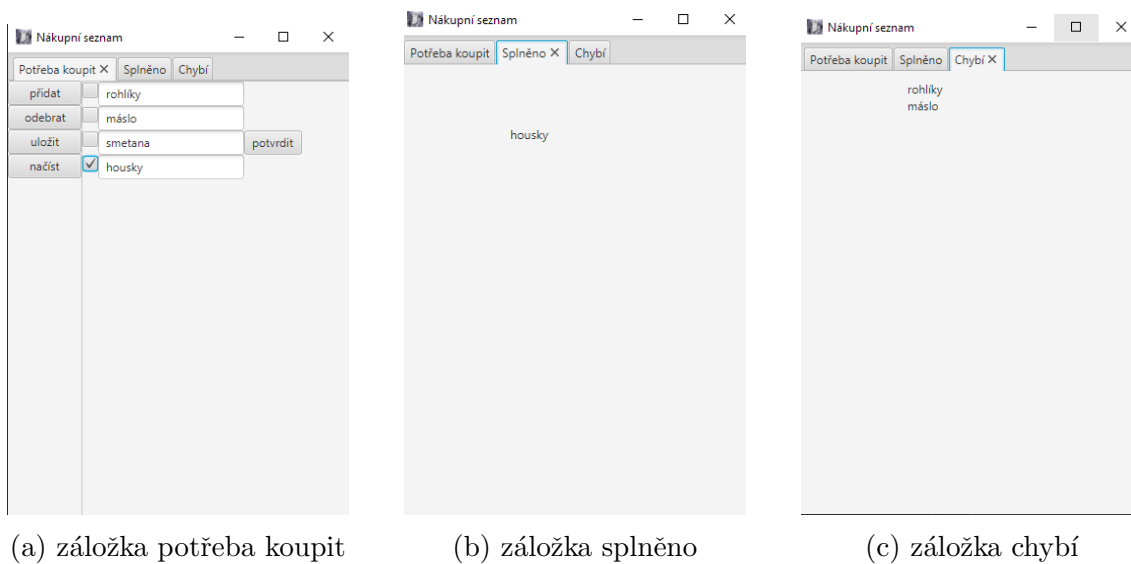 Nákupní seznam
Potřeba koupit Splněno Chybí
přidat rohlíky
odebrat máslo
uložit smetana potvrdit
načíst housky
(a) záložka potřeba koupit
Nákupní seznam
Potřeba koupit Splněno Chybí
housky
(b) záložka splněno
Nákupní seznam
Potřeba koupit Splněno Chybí
rohlíky
máslo
(c) záložka chybí